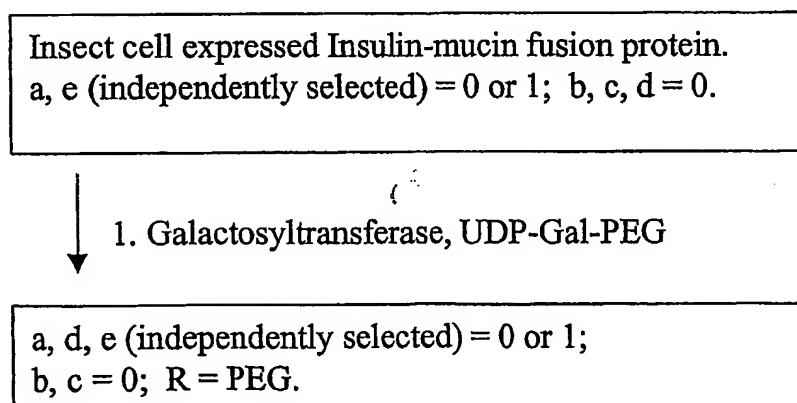 Insect cell expressed Insulin-mucin fusion protein.
a, e (independently selected) = 0 or 1; b, c, d = 0.
1. Galactosyltransferase, UDP-Gal-PEG
a, d, e (independently selected) = 0 or 1;
b, c = 0; R = PEG.